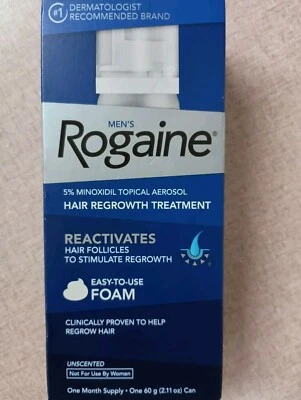 #1 DERMATOLOGIST
RECOMMENDED BRAND
MEN'S
Rogaine®
5% MINOXIDIL TOPICAL AEROSOL
HAIR REGROWTH TREATMENT
REACTIVATES
HAIR FOLLICLES
TO STIMULATE REGROWTH
EASY-TO-USE
FOAM
CLINICALLY PROVEN TO HELP
REGROW HAIR
UNSCENTED
Not For Use By Women
One Month Supply • One 60 g (2.11 oz) Can